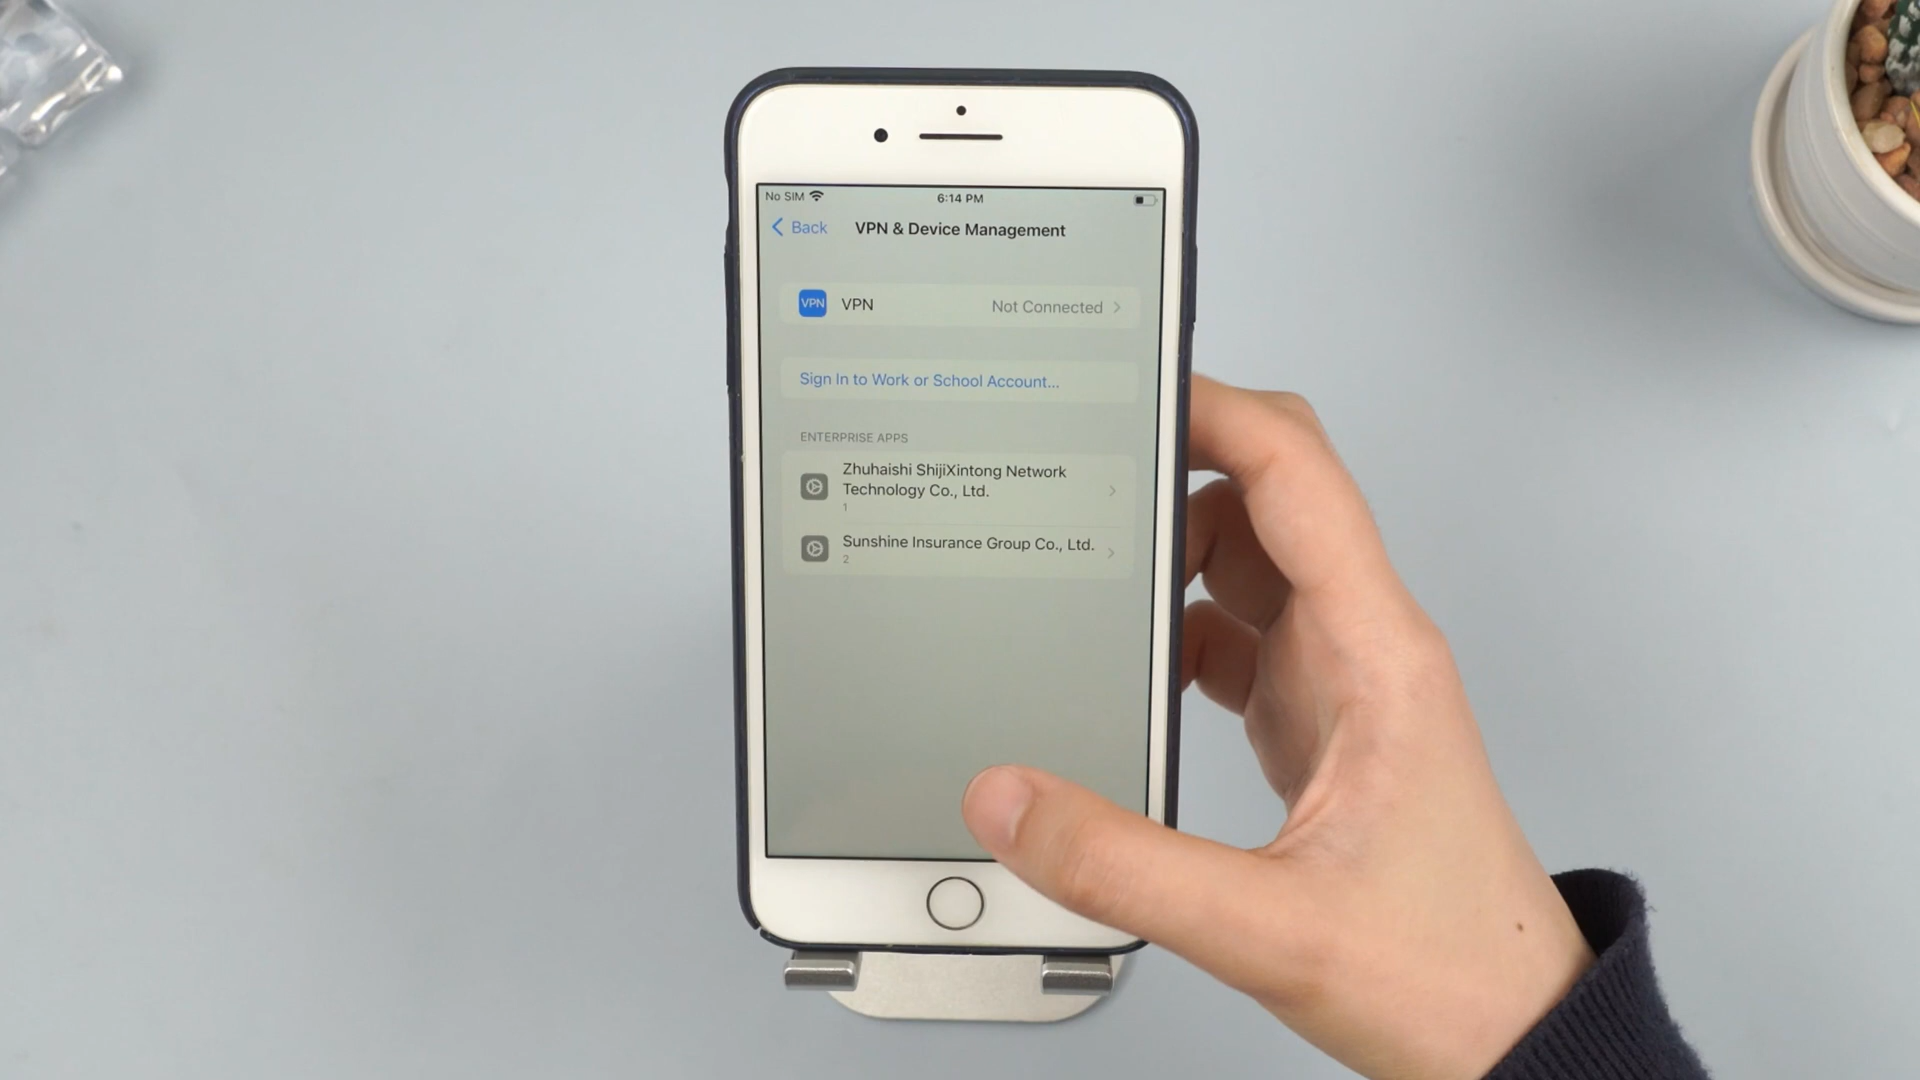 No SIM 6:14 PM
Back VPN & Device Management
VPN VPN Not Connected
Sign In to Work or School Account...
ENTERPRISE APPS
Zhuhaishi ShijiXintong Network
Technology Co., Ltd.
1
Sunshine Insurance Group Co., Ltd.
2